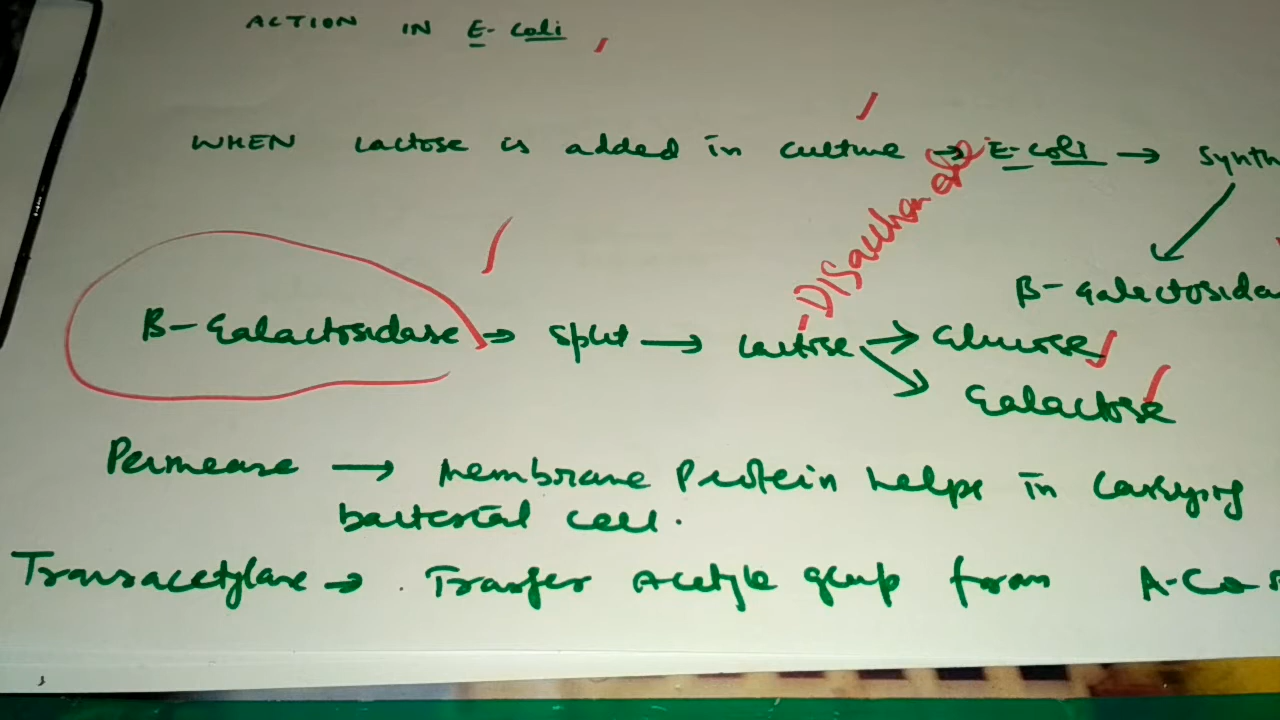 ACTION IN E-coli
WHEN Lactose is added in culture → E-coli → Synth
B-Galactosida
B-Galactosidase → split → Lactose → Glucose
Galactose
Disaccharide
Permease → membrane Protein helps in carrying
bacterial cell.
Transacetylase → . Tranfer Acetyle group from A-Co